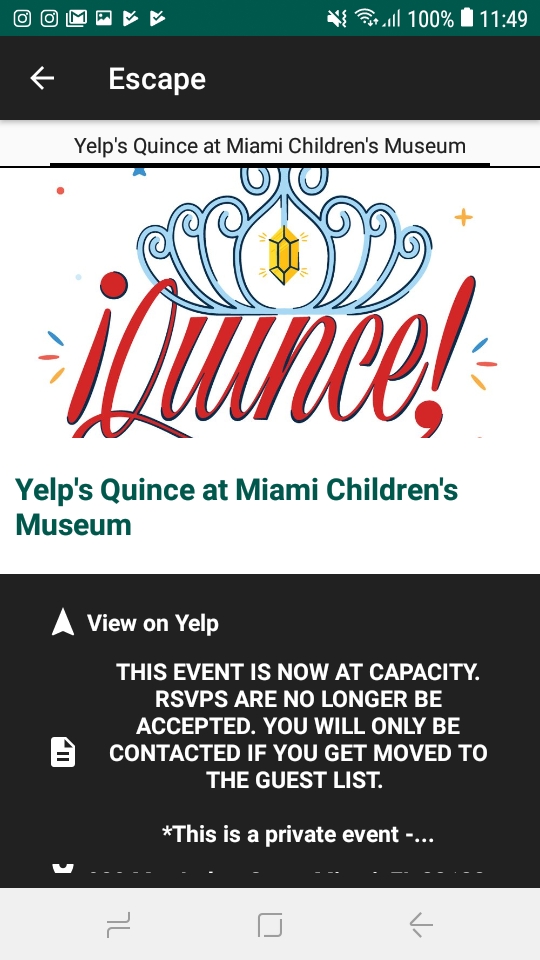 100% 11:49
Escape
Yelp's Quince at Miami Children's Museum
¡Quince!
Yelp's Quince at Miami Children's
Museum
View on Yelp
THIS EVENT IS NOW AT CAPACITY.
RSVPS ARE NO LONGER BE
ACCEPTED. YOU WILL ONLY BE
CONTACTED IF YOU GET MOVED TO
THE GUEST LIST.
*This is a private event -...